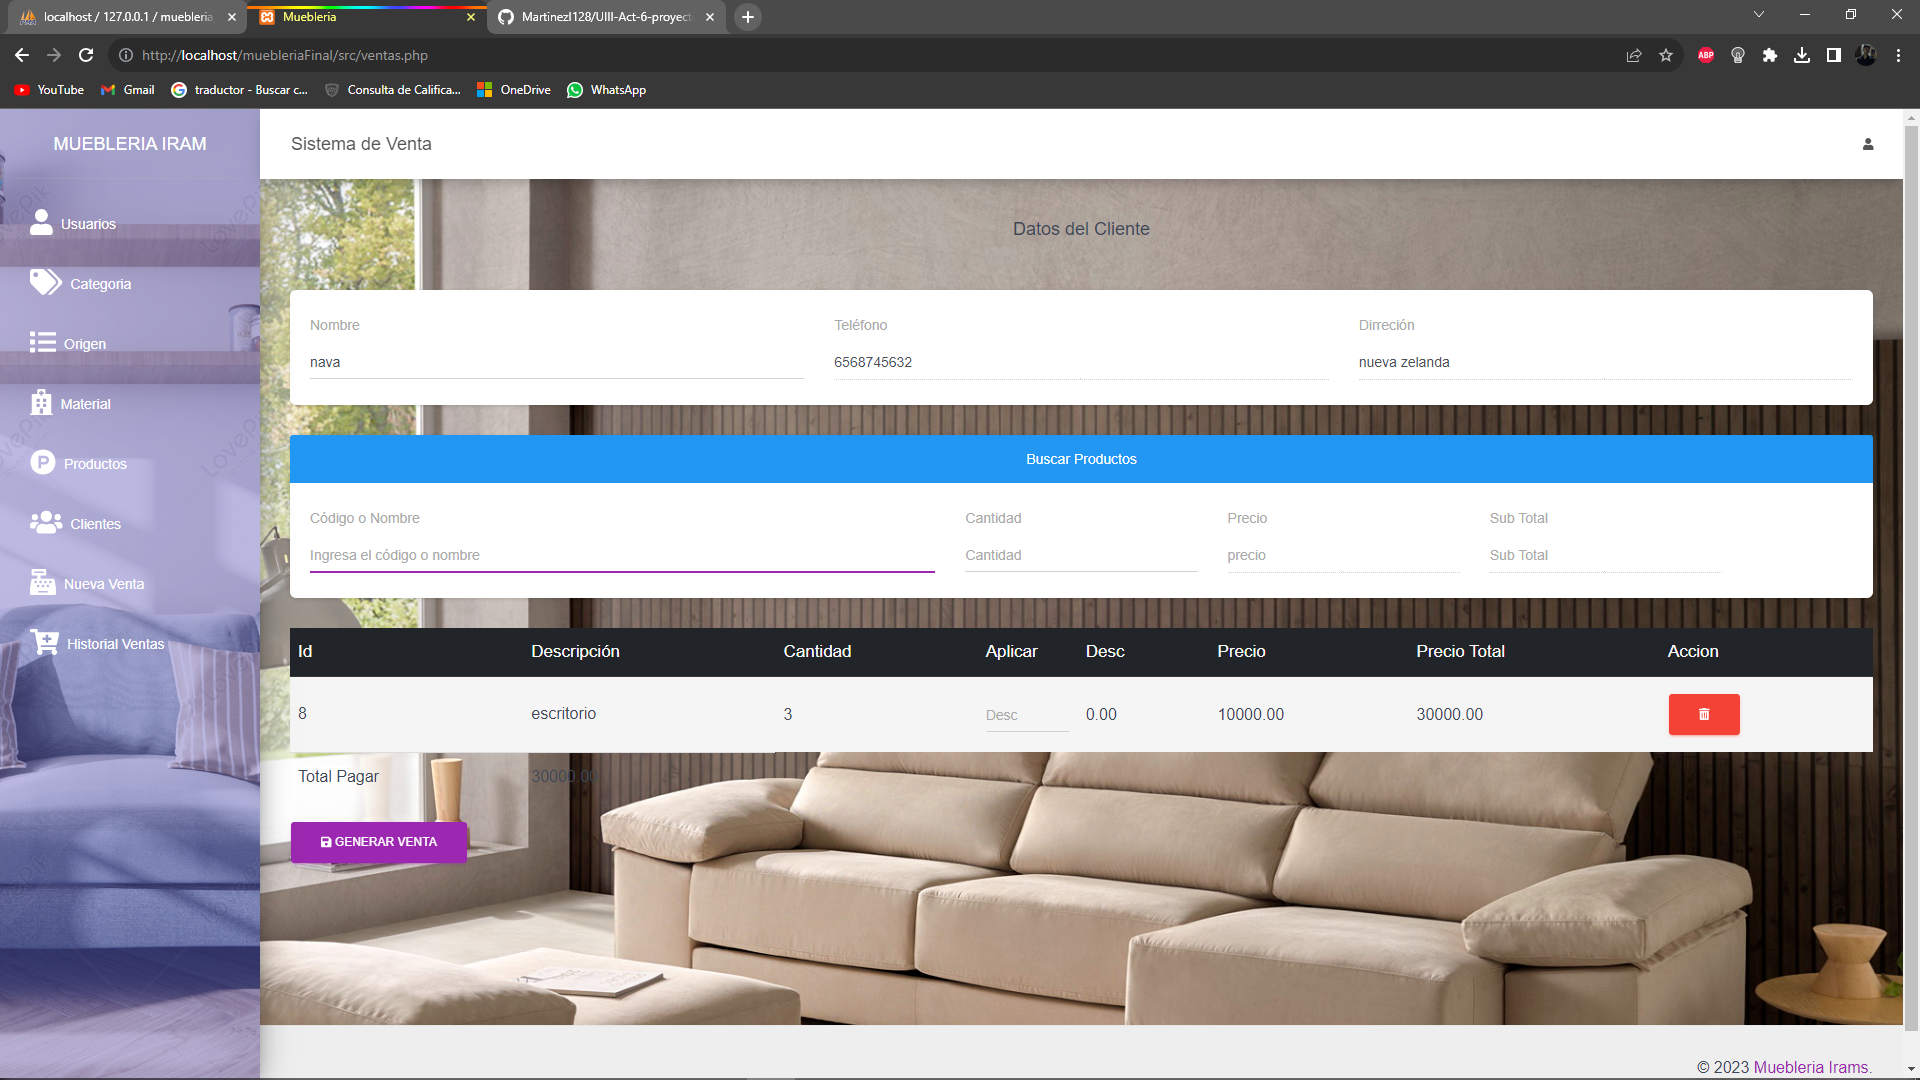 localhost / 127.0.0.1 / muebleria
Muebleria
MartinezI128/UIII-Act-6-proyect
http://localhost/muebleriaFinal/src/ventas.php
ABP
YouTube
Gmail
traductor - Buscar c...
Consulta de Califica...
OneDrive
WhatsApp
MUEBLERIA IRAM
Usuarios
Categoria
Origen
Material
Productos
Clientes
Nueva Venta
Historial Ventas
Sistema de Venta
Datos del Cliente
Nombre Teléfono Dirreción
nava 6568745632 nueva zelanda
Buscar Productos
Código o Nombre Cantidad Precio Sub Total
Ingresa el código o nombre Cantidad precio Sub Total
Id Descripción Cantidad Aplicar Desc Precio Precio Total Accion
8 escritorio 3 Desc 0.00 10000.00 30000.00
Total Pagar 30000.00
GENERAR VENTA
© 2023 Muebleria Irams.